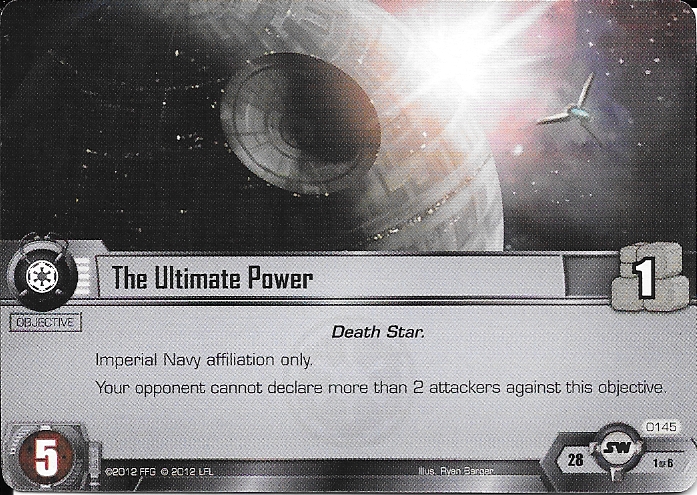 The Ultimate Power
1
OBJECTIVE
Death Star.
Imperial Navy affiliation only.
Your opponent cannot declare more than 2 attackers against this objective.
0145
5
©2012 FFG © 2012 LFL
Illus. Ryan Barger
28
SW
1 of 6